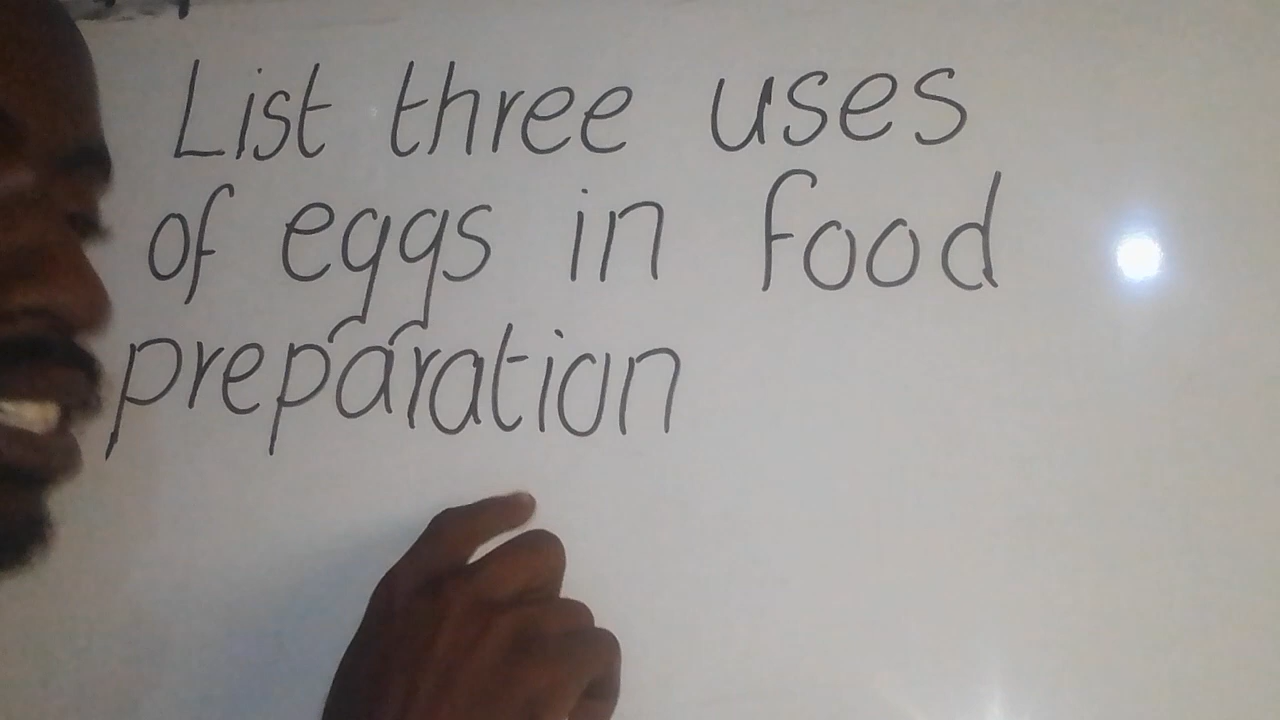 List three uses
of eggs in food
preparation